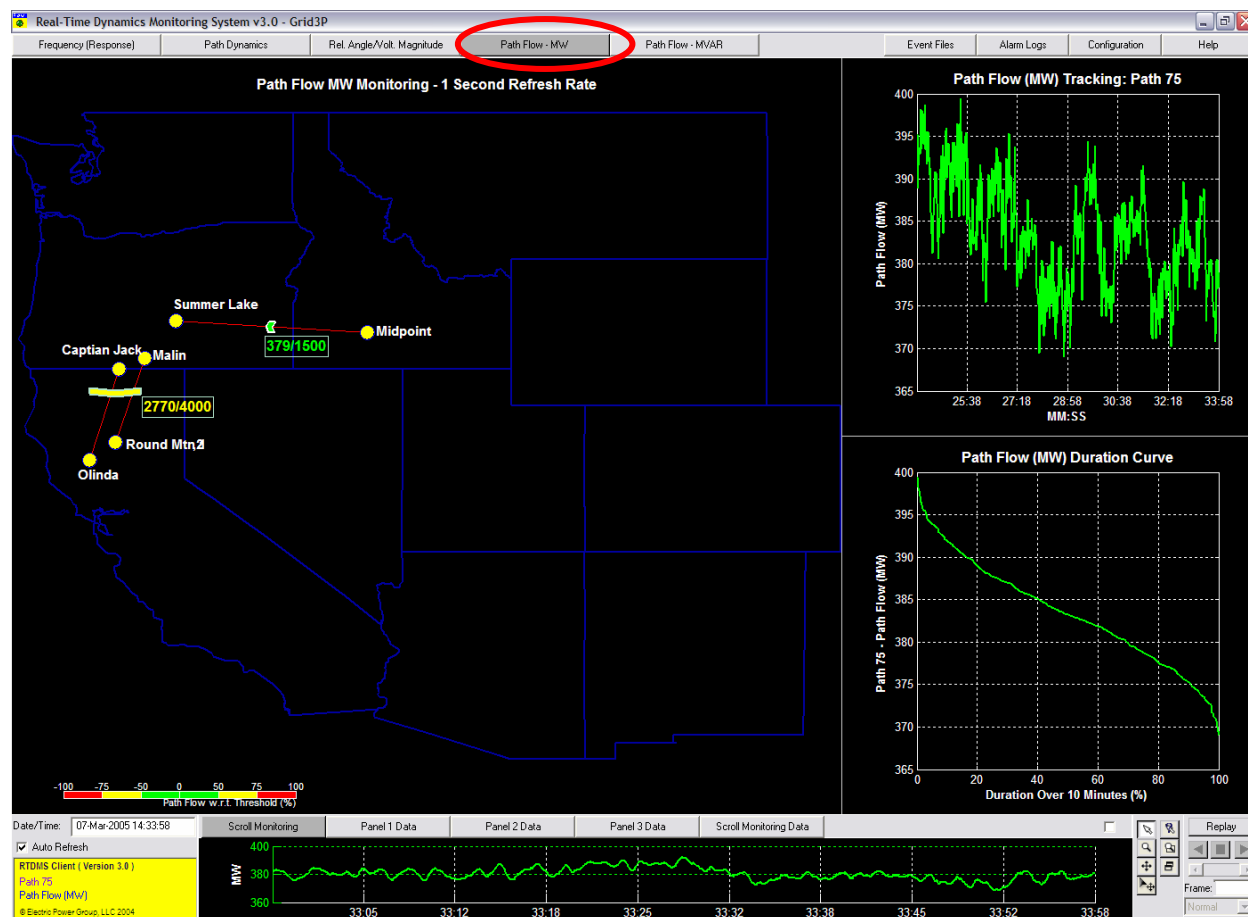 Real-Time Dynamics Monitoring System v3.0 - Grid3P
Frequency (Response) Path Dynamics Rel. Angle/Volt. Magnitude Path Flow - MW Path Flow - MVAR Event Files Alarm Logs Configuration Help
Path Flow MW Monitoring - 1 Second Refresh Rate
Summer Lake
Midpoint
379/1500
Captian Jack
Malin
2770/4000
Round Mtn
Olinda
-100 -75 -50 0 50 75 100
Path Flow w.r.t. Threshold (%)
Path Flow (MW) Tracking: Path 75
Path Flow (MW)
400
395
390
385
380
375
370
365
25:38 27:18 28:58 30:38 32:18 33:58
MM:SS
Path Flow (MW) Duration Curve
Path 75 - Path Flow (MW)
400
395
390
385
380
375
370
365
0 20 40 60 80 100
Duration Over 10 Minutes (%)
Date/Time: 07-Mar-2005 14:33:58
Auto Refresh
RTDMS Client ( Version 3.0 )
Path 75
Path Flow (MW)
© Electric Power Group, LLC 2004
Scroll Monitoring Panel 1 Data Panel 2 Data Panel 3 Data Scroll Monitoring Data
MW
400
380
360
33:05 33:12 33:18 33:25 33:32 33:38 33:45 33:52 33:58
Replay
Frame:
Normal